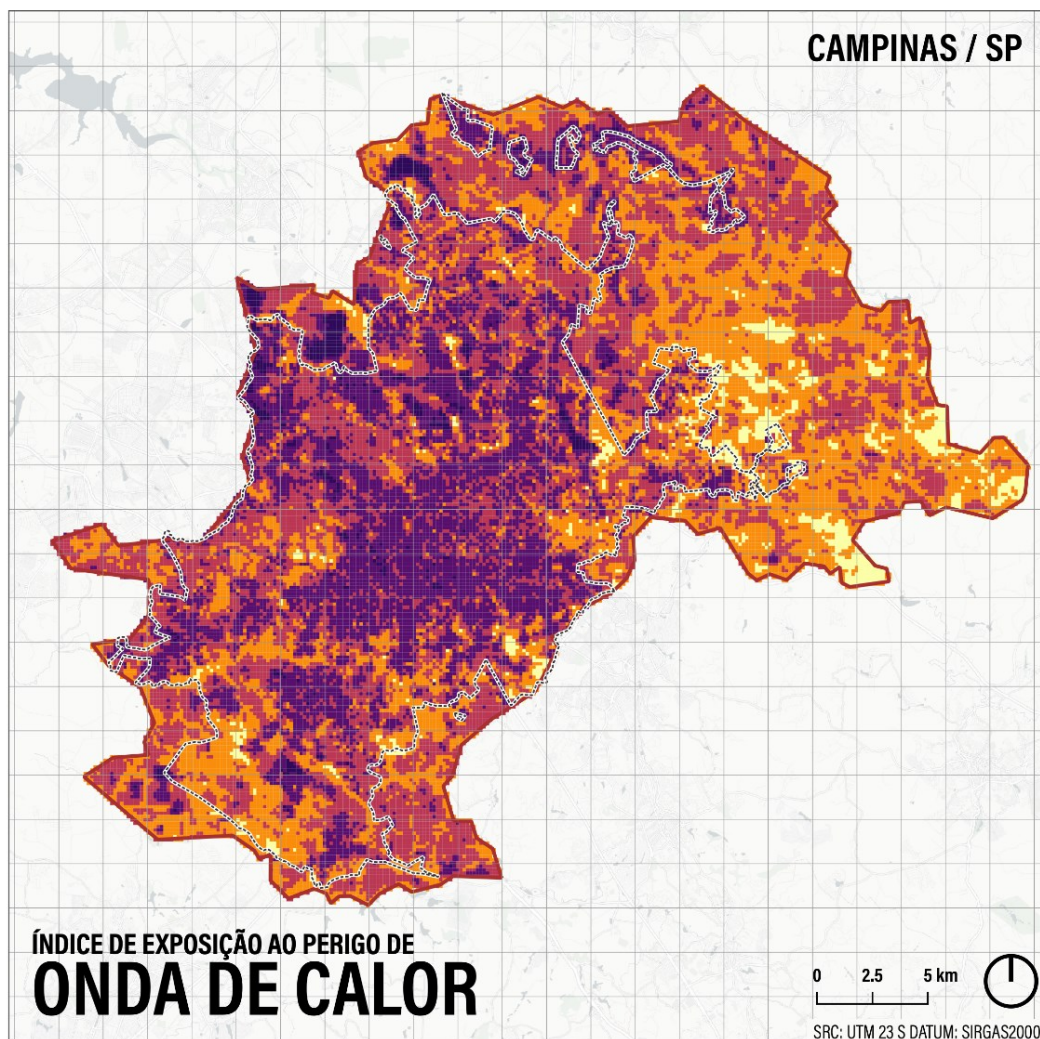 CAMPINAS / SP
ÍNDICE DE EXPOSIÇÃO AO PERIGO DE
ONDA DE CALOR
0 2.5 5 km
SRC: UTM 23 S DATUM: SIRGAS2000